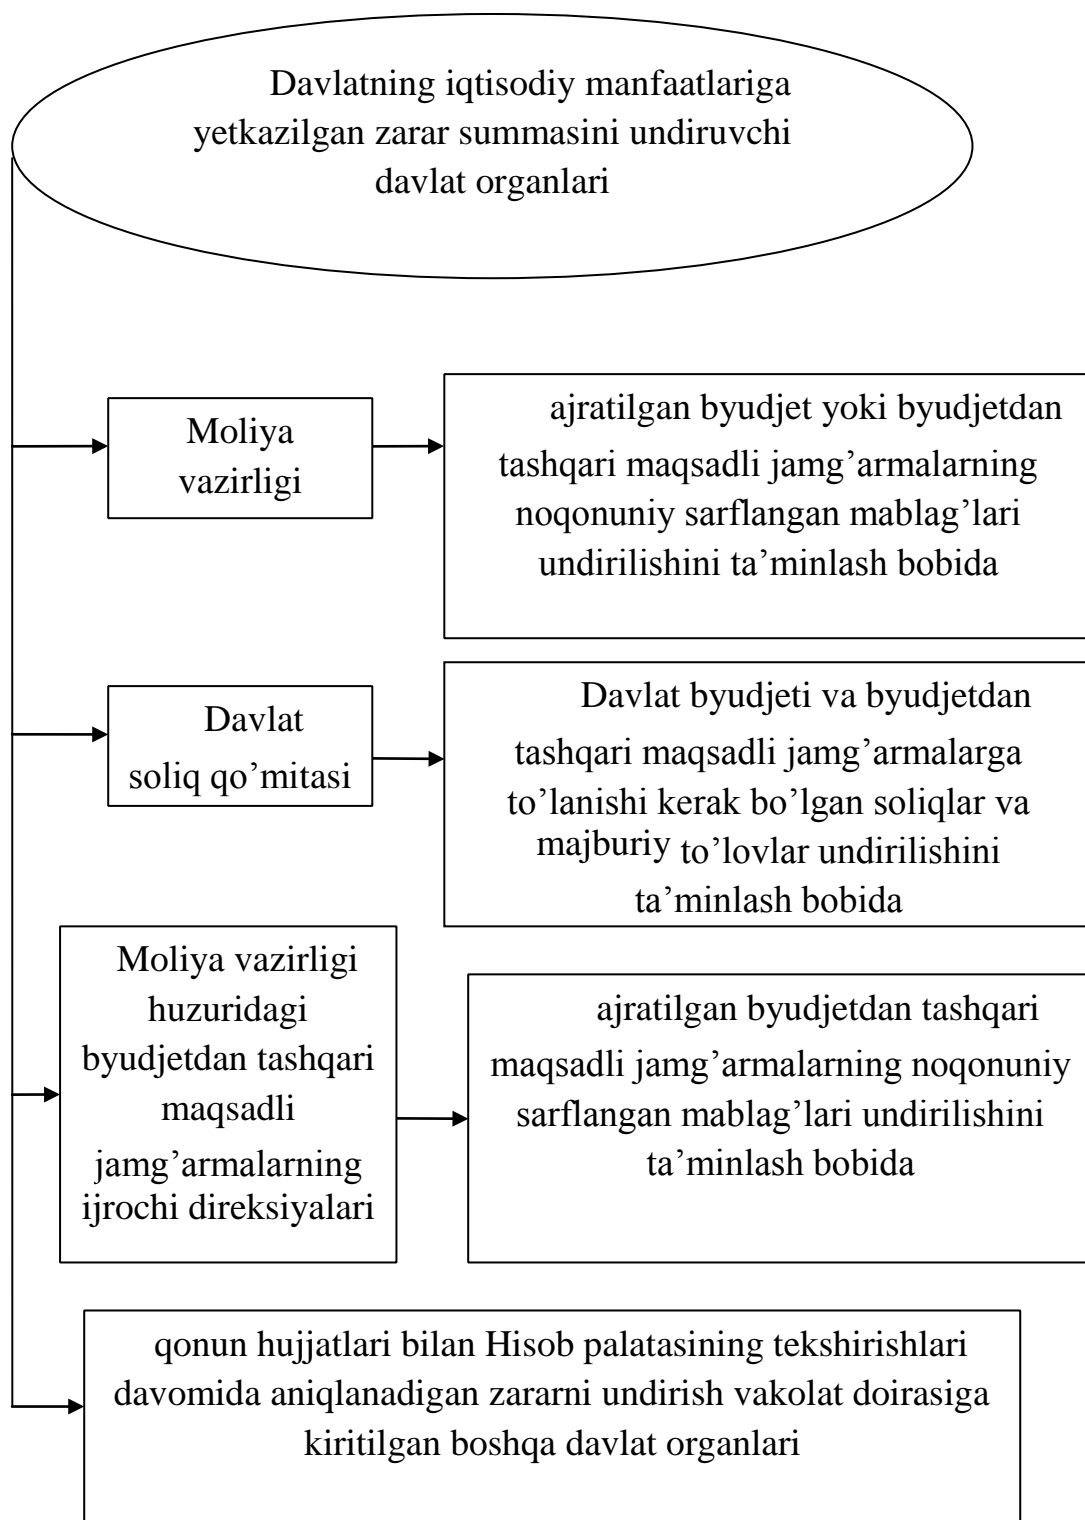 Davlatning iqtisodiy manfaatlariga
yetkazilgan zarar summasini undiruvchi
davlat organlari
Moliya
vazirligi
ajratilgan byudjet yoki byudjetdan
tashqari maqsadli jamg’armalarning
noqonuniy sarflangan mablag’lari
undirilishini ta’minlash bobida
Davlat
soliq qo’mitasi
Davlat byudjeti va byudjetdan
tashqari maqsadli jamg’armalarga
to’lanishi kerak bo’lgan soliqlar va
majburiy to’lovlar undirilishini
ta’minlash bobida
Moliya vazirligi
huzuridagi
byudjetdan tashqari
maqsadli
jamg’armalarning
ijrochi direksiyalari
ajratilgan byudjetdan tashqari
maqsadli jamg’armalarning noqonuniy
sarflangan mablag’lari undirilishini
ta’minlash bobida
qonun hujjatlari bilan Hisob palatasining tekshirishlari
davomida aniqlanadigan zararni undirish vakolat doirasiga
kiritilgan boshqa davlat organlari